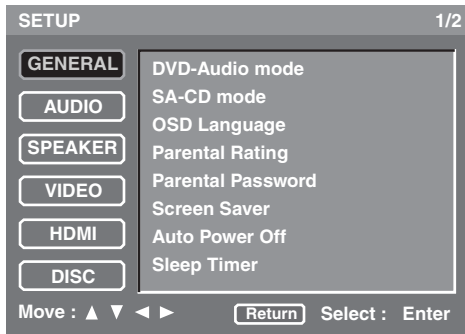 SETUP 1/2
GENERAL
AUDIO
SPEAKER
VIDEO
HDMI
DISC
DVD-Audio mode
SA-CD mode
OSD Language
Parental Rating
Parental Password
Screen Saver
Auto Power Off
Sleep Timer
Move : ▲ ▼ ◄ ► Return Select : Enter